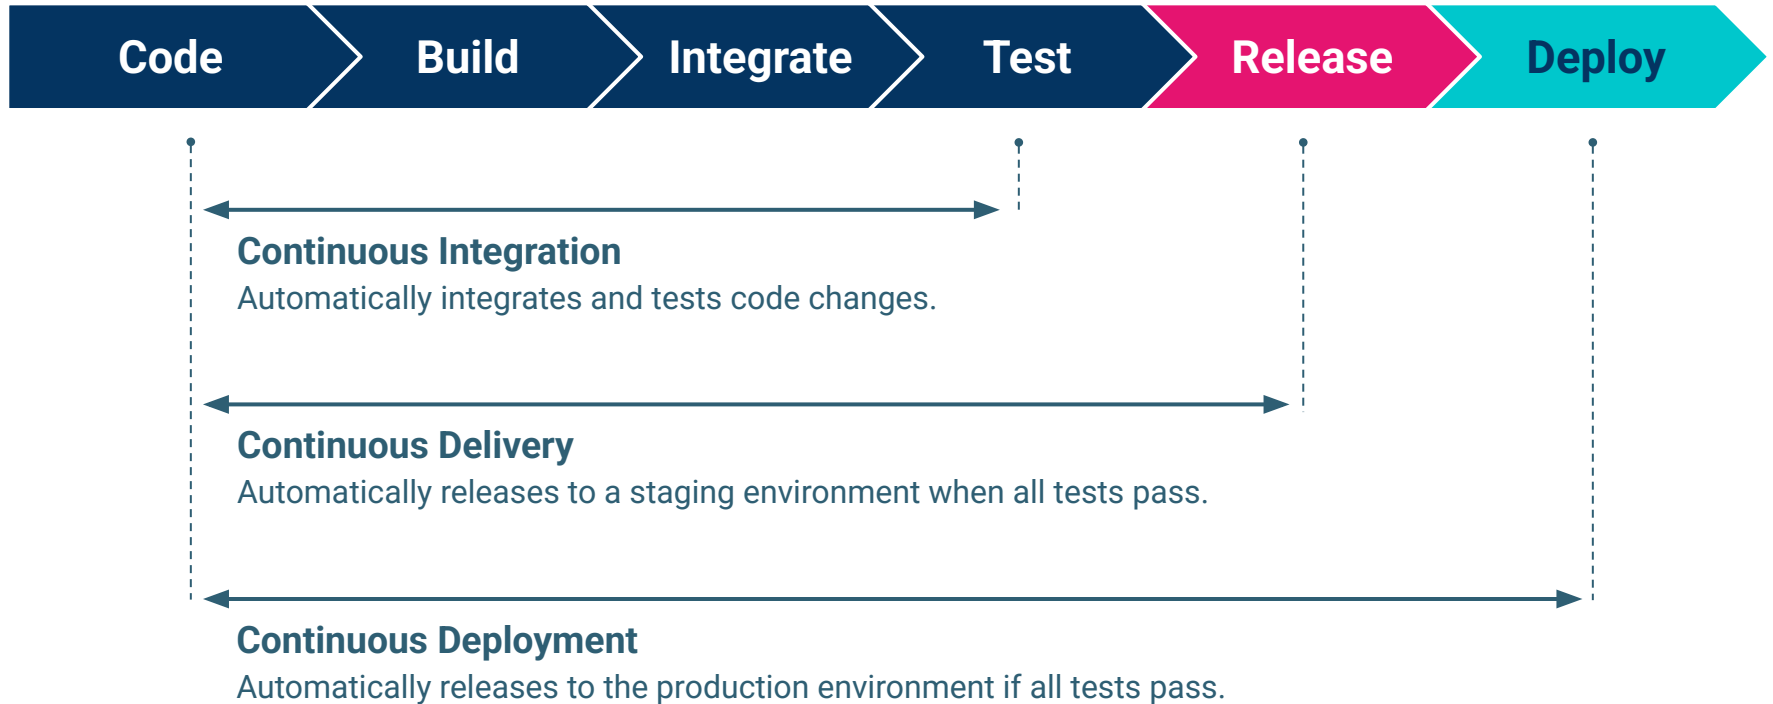 Code Build Integrate Test Release Deploy
Continuous Integration
Automatically integrates and tests code changes.
Continuous Delivery
Automatically releases to a staging environment when all tests pass.
Continuous Deployment
Automatically releases to the production environment if all tests pass.